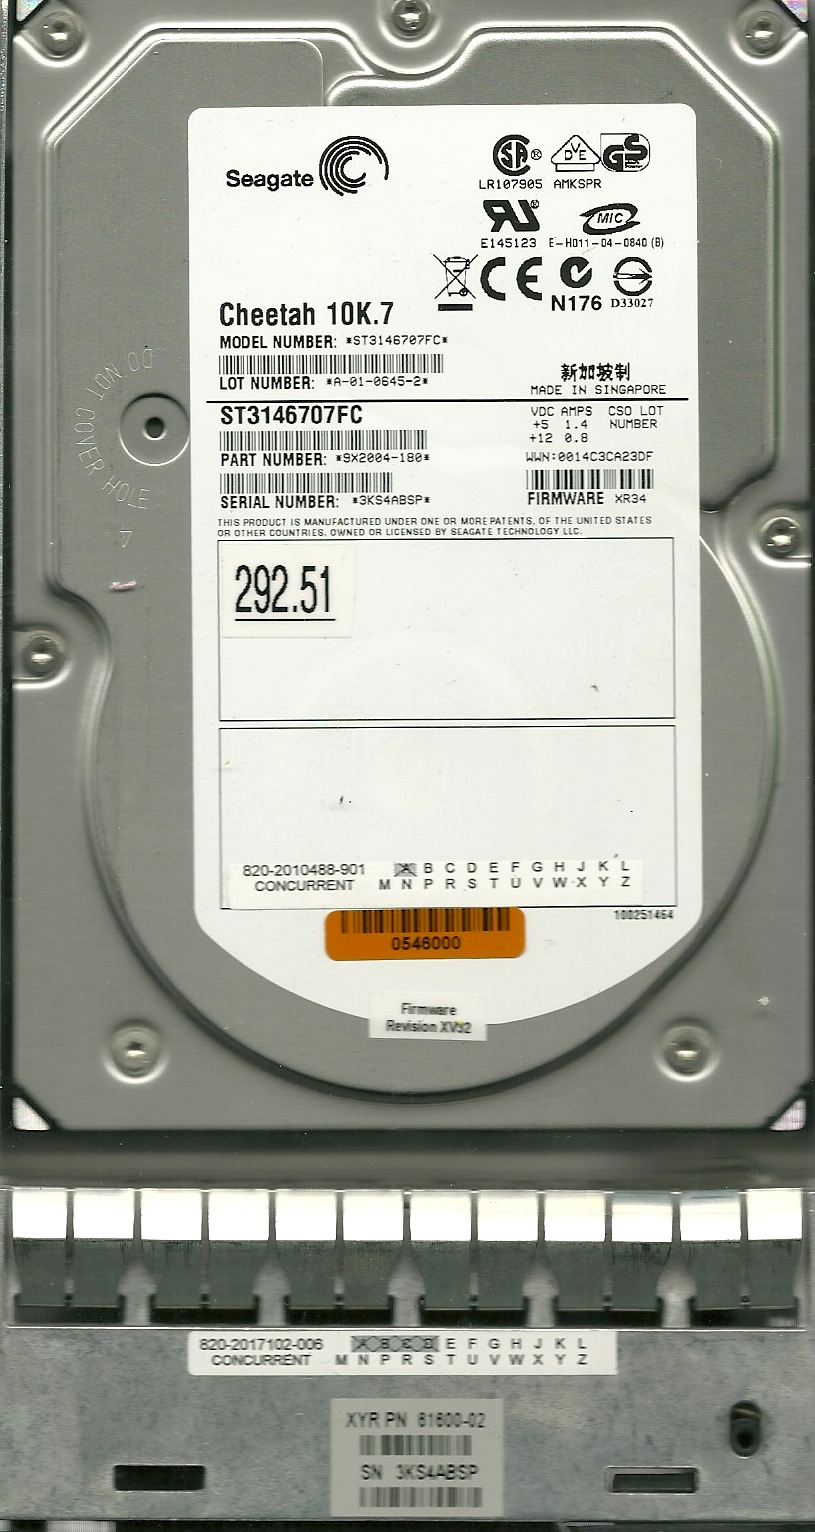 Seagate
LR107905 AMKSPR
E145123 E-H011-04-0840 (B)
MIC
N176 D33027
Cheetah 10K.7
MODEL NUMBER: *ST3146707FC*
LOT NUMBER: *A-01-0645-2*
新加坡制
MADE IN SINGAPORE
ST3146707FC
VDC AMPS CSO LOT
+5 1.4 NUMBER
+12 0.8
PART NUMBER: *9X2004-180*
WWN:0014C3CA23DF
SERIAL NUMBER: *3KS4ABSP*
FIRMWARE XR34
THIS PRODUCT IS MANUFACTURED UNDER ONE OR MORE PATENTS, OF THE UNITED STATES
OR OTHER COUNTRIES, OWNED OR LICENSED BY SEAGATE TECHNOLOGY LLC.
DO NOT COVER HOLE
292.51
820-2010488-901 A B C D E F G H J K L
CONCURRENT M N P R S T U V W X Y Z
100251464
0546000
Firmware
Revision XV32
820-2017102-006 A B C D E F G H J K L
CONCURRENT M N P R S T U V W X Y Z
XYR PN 61600-02
SN 3KS4ABSP